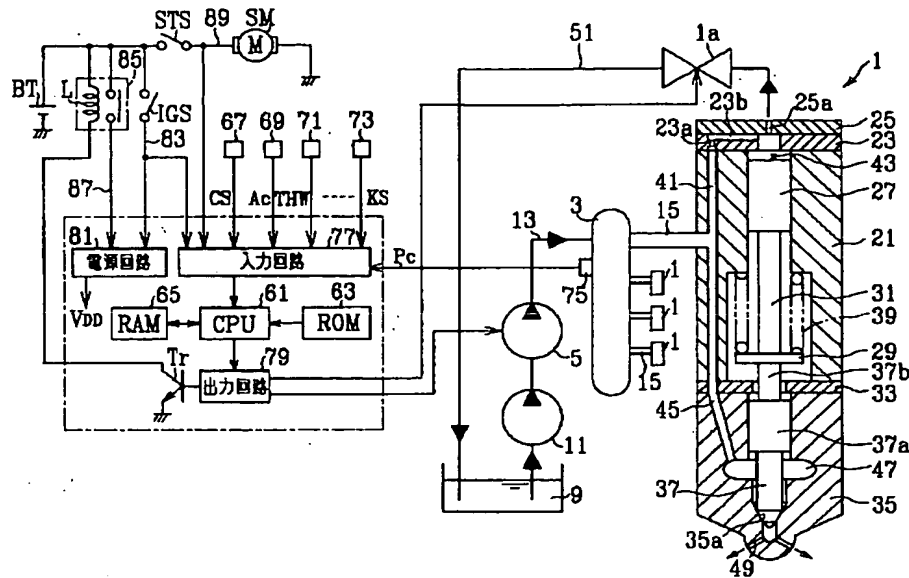 STS 89 SM 51 1a 1
M
BT L 85 IGS 83
67 69 71 73
23b 25a 25
23a 23
43
41 27
CS Ac THW ---- KS
87 13 3 15 21
81 77 Pc
電源回路 入力回路
75 1 31
VDD 65 61 63
RAM CPU ROM 1 39
5 29
Tr 79 1 37b
出力回路 15 33
45
11 37a
47
9 37 35
35a
49